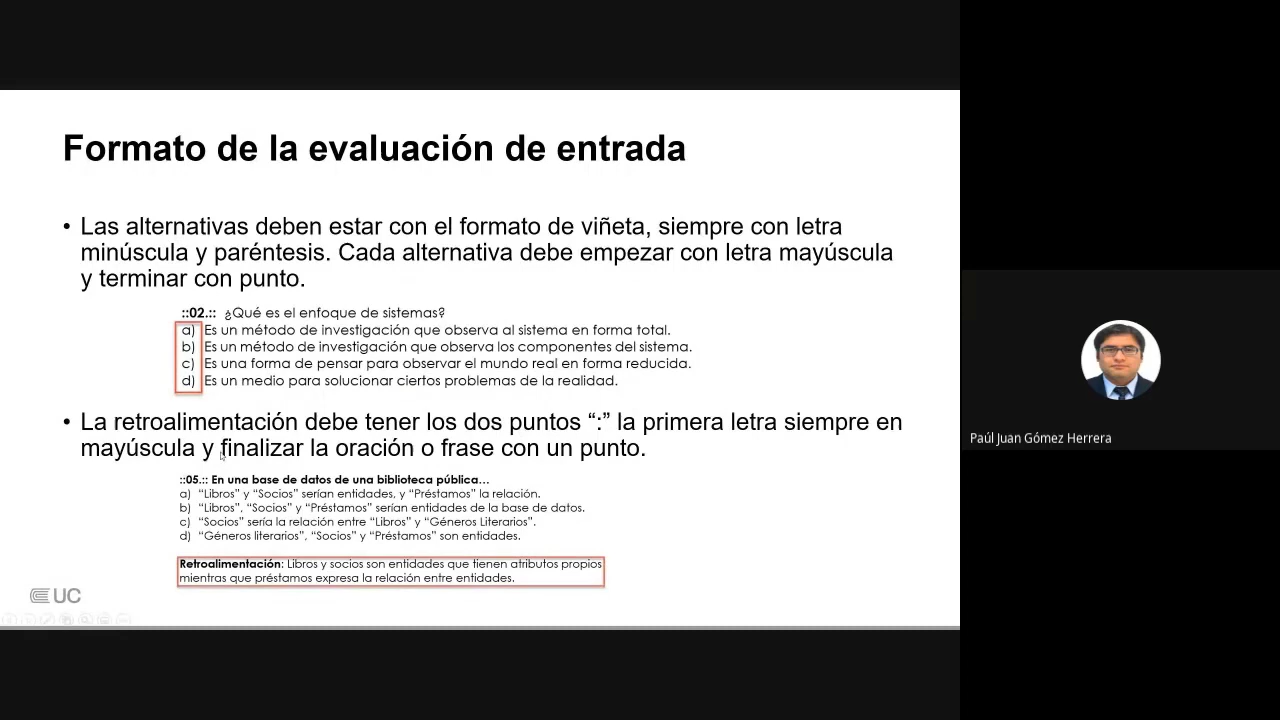 Formato de la evaluación de entrada
• Las alternativas deben estar con el formato de viñeta, siempre con letra
minúscula y paréntesis. Cada alternativa debe empezar con letra mayúscula
y terminar con punto.
::02.:: ¿Qué es el enfoque de sistemas?
a) Es un método de investigación que observa al sistema en forma total.
b) Es un método de investigación que observa los componentes del sistema.
c) Es una forma de pensar para observar el mundo real en forma reducida.
d) Es un medio para solucionar ciertos problemas de la realidad.
• La retroalimentación debe tener los dos puntos “:” la primera letra siempre en
mayúscula y finalizar la oración o frase con un punto.
::05.:: En una base de datos de una biblioteca pública…
a) “Libros” y “Socios” serían entidades, y “Préstamos” la relación.
b) “Libros”, “Socios” y “Préstamos” serían entidades de la base de datos.
c) “Socios” sería la relación entre “Libros” y “Géneros Literarios”.
d) “Géneros literarios”, “Socios” y “Préstamos” son entidades.
Retroalimentación: Libros y socios son entidades que tienen atributos propios
mientras que préstamos expresa la relación entre entidades.
UC
Paúl Juan Gómez Herrera